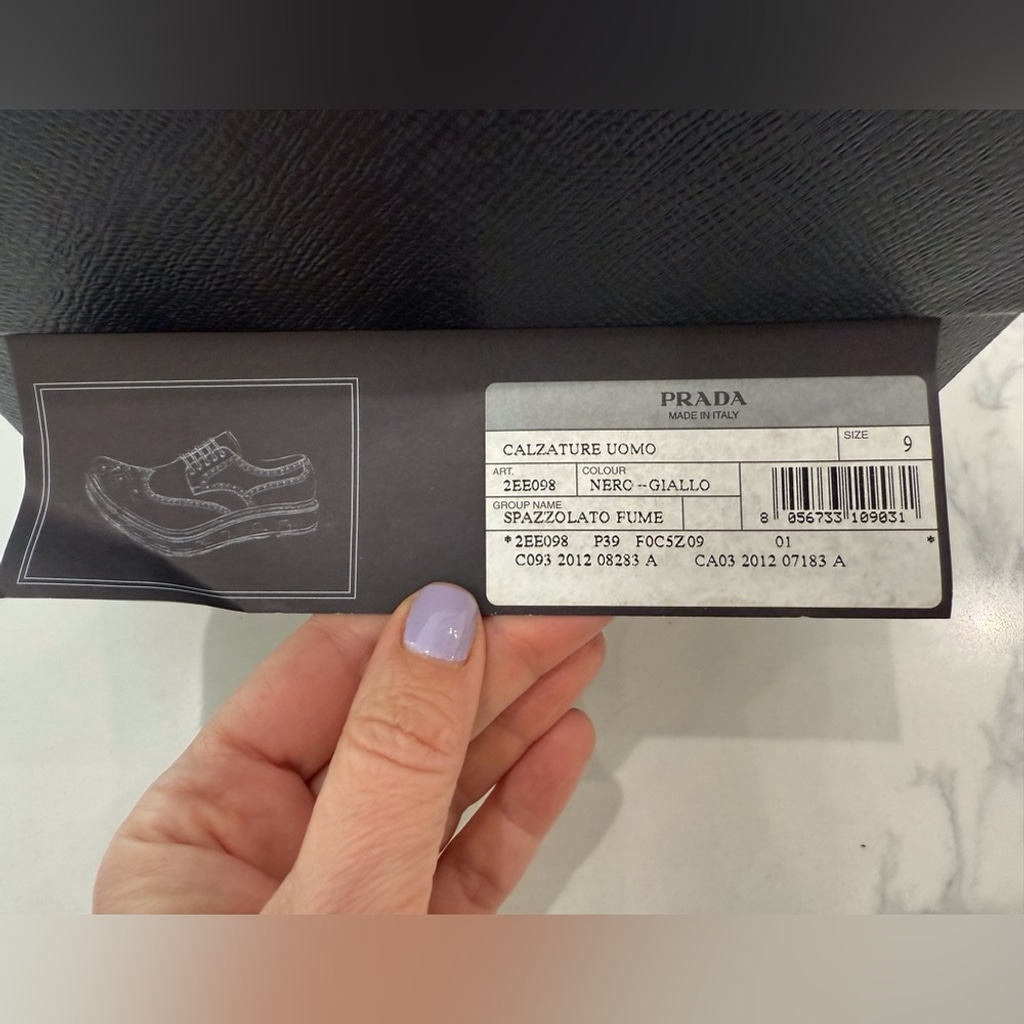 PRADA
MADE IN ITALY
CALZATURE UOMO
SIZE 9
ART. 2EE098
COLOUR NERO--GIALLO
GROUP NAME
SPAZZOLATO FUME
8 056733 109031
*2EE098 P39 F0C5Z09 01 *
C093 2012 08283 A CA03 2012 07183 A